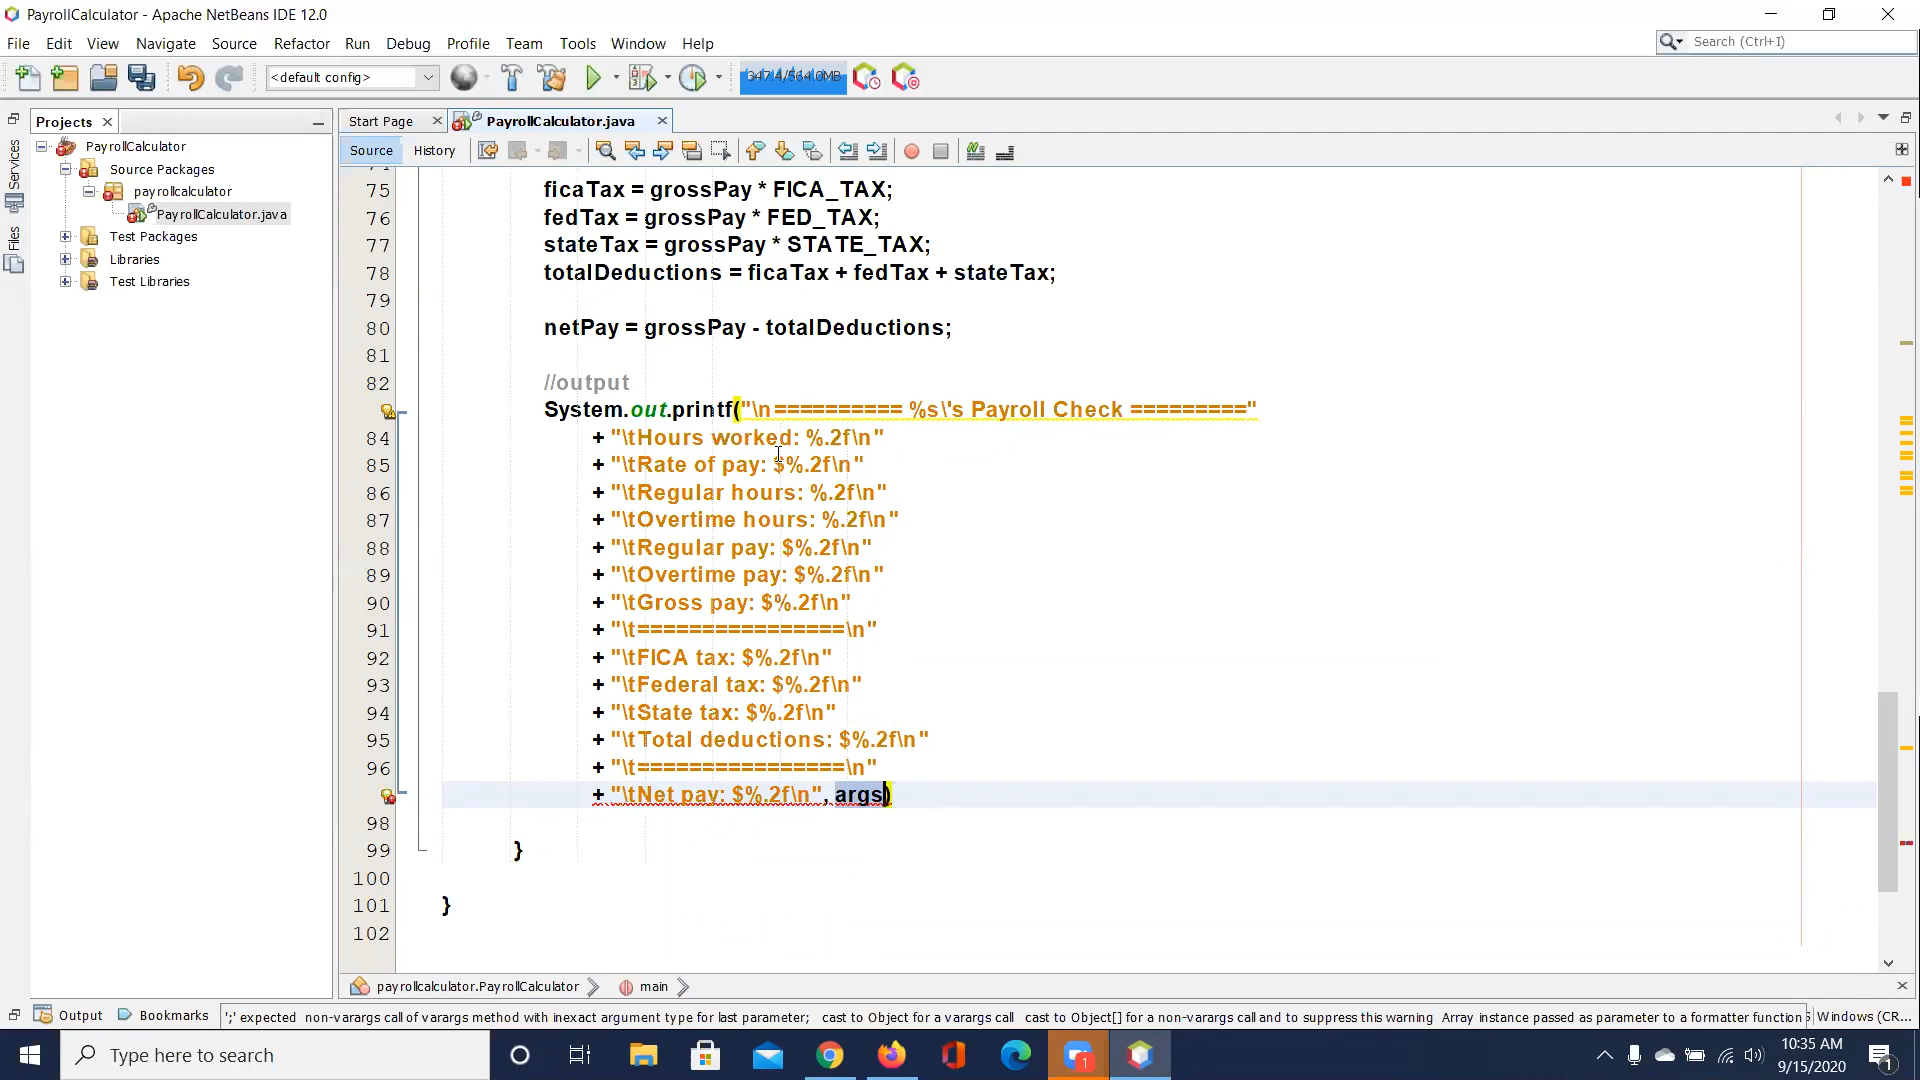 PayrollCalculator - Apache NetBeans IDE 12.0
File Edit View Navigate Source Refactor Run Debug Profile Team Tools Window Help
Search (Ctrl+I)
<default config>
347.4/564.0MB
Projects
Start Page
PayrollCalculator.java
Services
Files
PayrollCalculator
Source Packages
payrollcalculator
PayrollCalculator.java
Test Packages
Libraries
Test Libraries
Source History
75 ficaTax = grossPay * FICA_TAX;
76 fedTax = grossPay * FED_TAX;
77 stateTax = grossPay * STATE_TAX;
78 totalDeductions = ficaTax + fedTax + stateTax;
79
80 netPay = grossPay - totalDeductions;
81
82 //output
System.out.printf("\n========== %s\'s Payroll Check ========="
84 + "\tHours worked: %.2f\n"
85 + "\tRate of pay: $%.2f\n"
86 + "\tRegular hours: %.2f\n"
87 + "\tOvertime hours: %.2f\n"
88 + "\tRegular pay: $%.2f\n"
89 + "\tOvertime pay: $%.2f\n"
90 + "\tGross pay: $%.2f\n"
91 + "\t================\n"
92 + "\tFICA tax: $%.2f\n"
93 + "\tFederal tax: $%.2f\n"
94 + "\tState tax: $%.2f\n"
95 + "\tTotal deductions: $%.2f\n"
96 + "\t================\n"
+ "\tNet pay: $%.2f\n", args)
98
99 }
100
101 }
102
payrollcalculator.PayrollCalculator main
Output Bookmarks ';' expected non-varargs call of varargs method with inexact argument type for last parameter; cast to Object for a varargs call cast to Object[] for a non-varargs call and to suppress this warning Array instance passed as parameter to a formatter function Windows (CR...
Type here to search
1
10:35 AM
9/15/2020
1